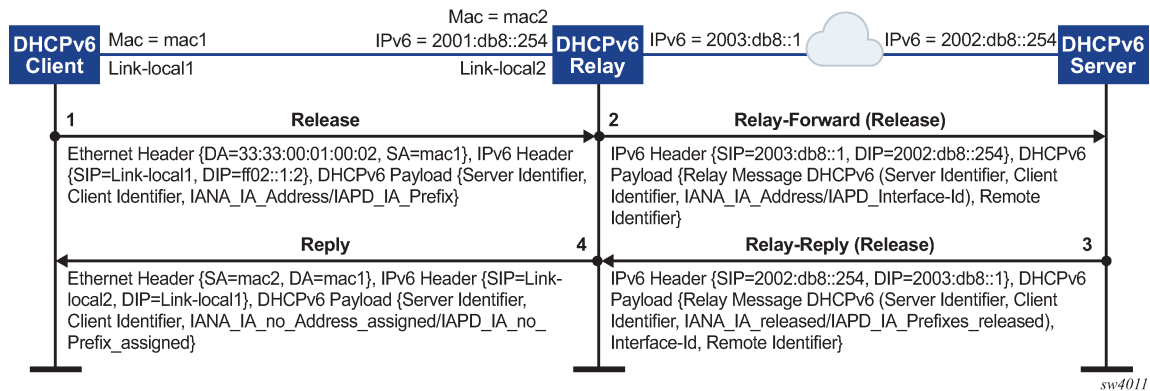 Mac = mac2
DHCPv6
Client
Mac = mac1
Link-local1
IPv6 = 2001:db8::254
Link-local2
DHCPv6
Relay
IPv6 = 2003:db8::1
IPv6 = 2002:db8::254
DHCPv6
Server
1
Release
Ethernet Header {DA=33:33:00:01:00:02, SA=mac1}, IPv6 Header
{SIP=Link-local1, DIP=ff02::1:2}, DHCPv6 Payload {Server Identifier,
Client Identifier, IANA_IA_Address/IAPD_IA_Prefix}
2
Relay-Forward (Release)
IPv6 Header {SIP=2003:db8::1, DIP=2002:db8::254}, DHCPv6
Payload {Relay Message DHCPv6 (Server Identifier, Client
Identifier, IANA_IA_Address/IAPD_Interface-Id), Remote
Identifier}
Reply
4
Ethernet Header {SA=mac2, DA=mac1}, IPv6 Header {SIP=Link-
local2, DIP=Link-local1}, DHCPv6 Payload {Server Identifier,
Client Identifier, IANA_IA_no_Address_assigned/IAPD_IA_no_
Prefix_assigned}
Relay-Reply (Release)
3
IPv6 Header {SIP=2002:db8::254, DIP=2003:db8::1}, DHCPv6
Payload {Relay Message DHCPv6 (Server Identifier, Client
Identifier, IANA_IA_released/IAPD_IA_Prefixes_released),
Interface-Id, Remote Identifier}
sw4011